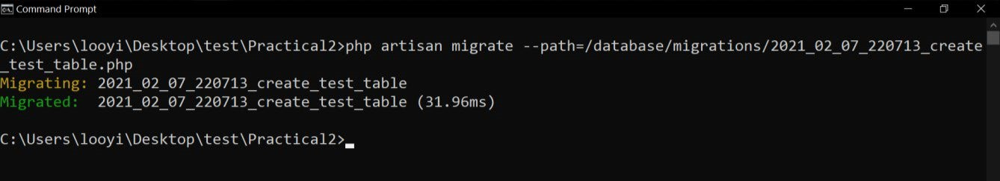 Command Prompt
C:\Users\looyi\Desktop\test\Practical2>php artisan migrate --path=/database/migrations/2021_02_07_220713_create
_test_table.php
Migrating: 2021_02_07_220713_create_test_table
Migrated:  2021_02_07_220713_create_test_table (31.96ms)
C:\Users\looyi\Desktop\test\Practical2>